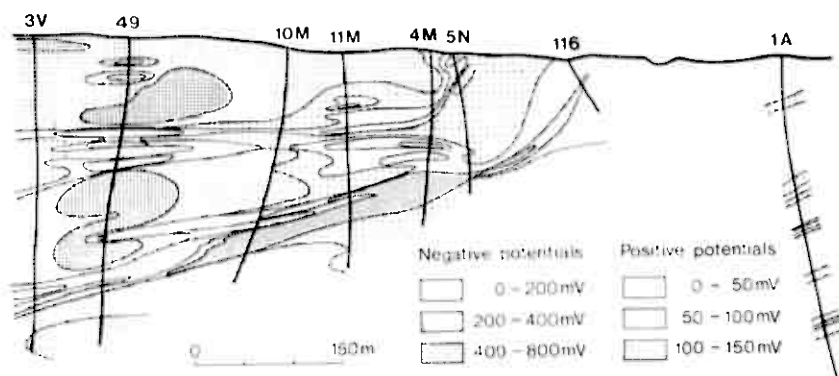 3V 49 10M 11M 4M 5N 116 1A
Negative potentials Positive potentials
0-200mV 0 - 50mV
200-400mV 50 - 100mV
400-800mV 100 - 150mV
0 150m